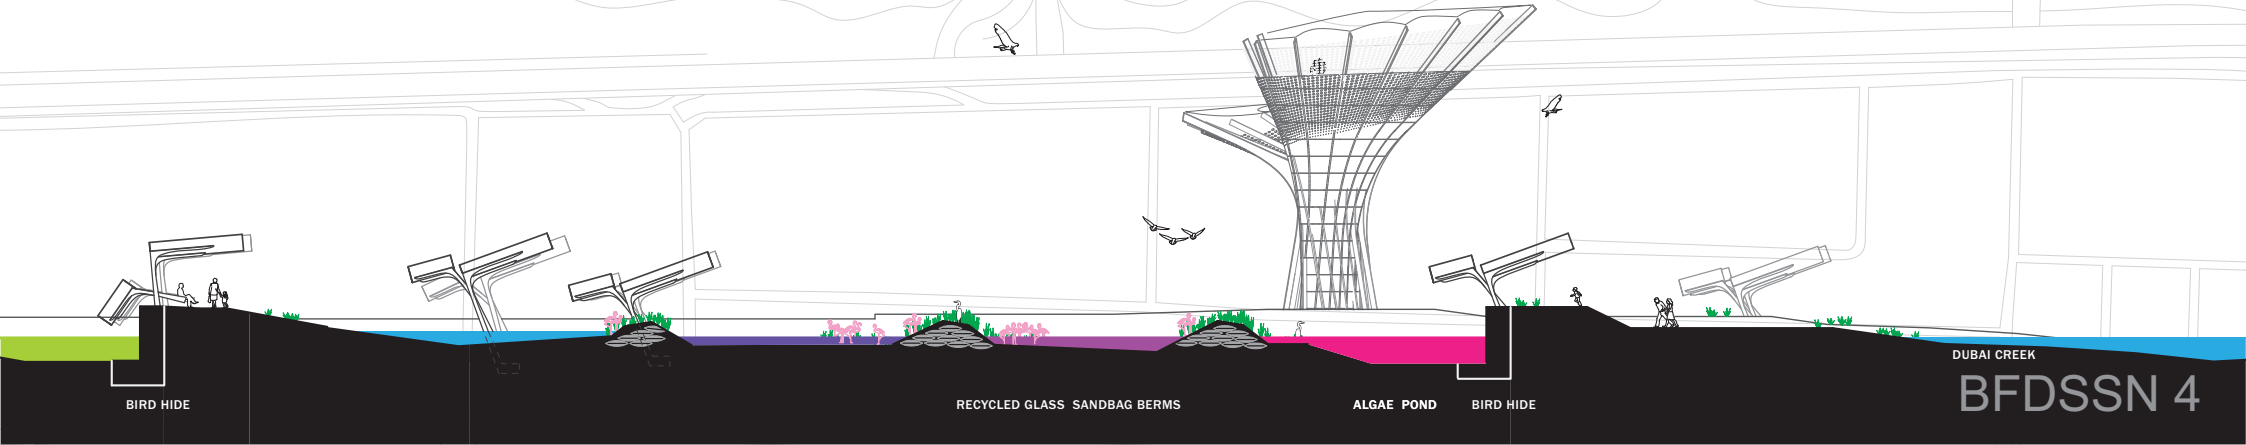 DUBAI CREEK
BFDSSN 4
BIRD HIDE
RECYCLED GLASS SANDBAG BERMS
ALGAE POND
BIRD HIDE